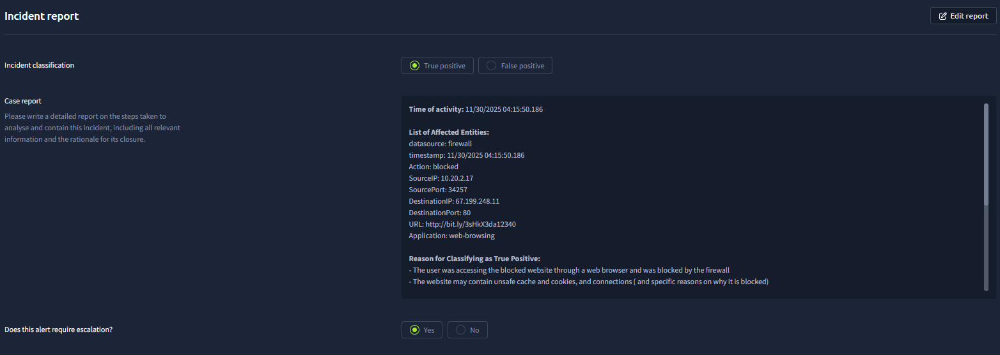 Incident report
Edit report
Incident classification
True positive
False positive
Case report
Please write a detailed report on the steps taken to
analyse and contain this incident, including all relevant
information and the rationale for its closure.
Time of activity: 11/30/2025 04:15:50.186
List of Affected Entities:
datasource: firewall
timestamp: 11/30/2025 04:15:50.186
Action: blocked
SourceIP: 10.20.2.17
SourcePort: 34257
DestinationIP: 67.199.248.11
DestinationPort: 80
URL: http://bit.ly/3sHkX3da12340
Application: web-browsing
Reason for Classifying as True Positive:
- The user was accessing the blocked website through a web browser and was blocked by the firewall
- The website may contain unsafe cache and cookies, and connections ( and specific reasons on why it is blocked)
Does this alert require escalation?
Yes
No